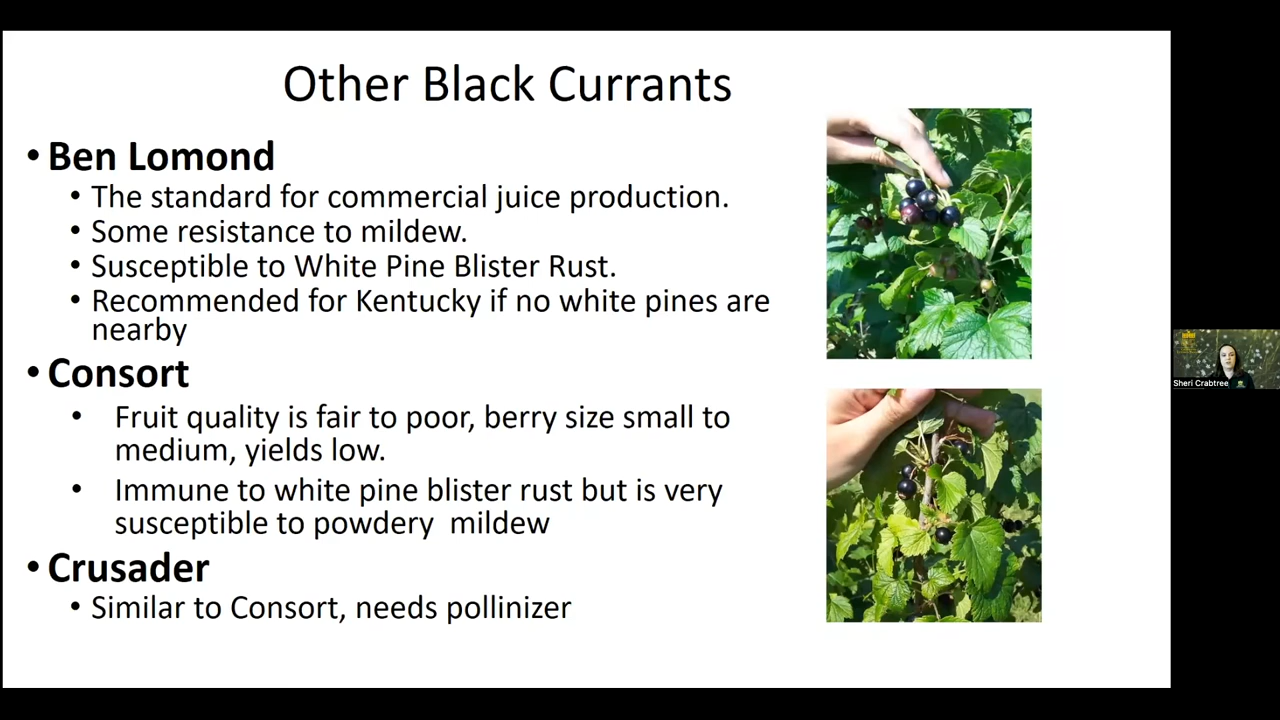 Other Black Currants
• Ben Lomond
• The standard for commercial juice production.
• Some resistance to mildew.
• Susceptible to White Pine Blister Rust.
• Recommended for Kentucky if no white pines are
nearby
• Consort
• Fruit quality is fair to poor, berry size small to
medium, yields low.
• Immune to white pine blister rust but is very
susceptible to powdery mildew
• Crusader
• Similar to Consort, needs pollinizer
Sheri Crabtree